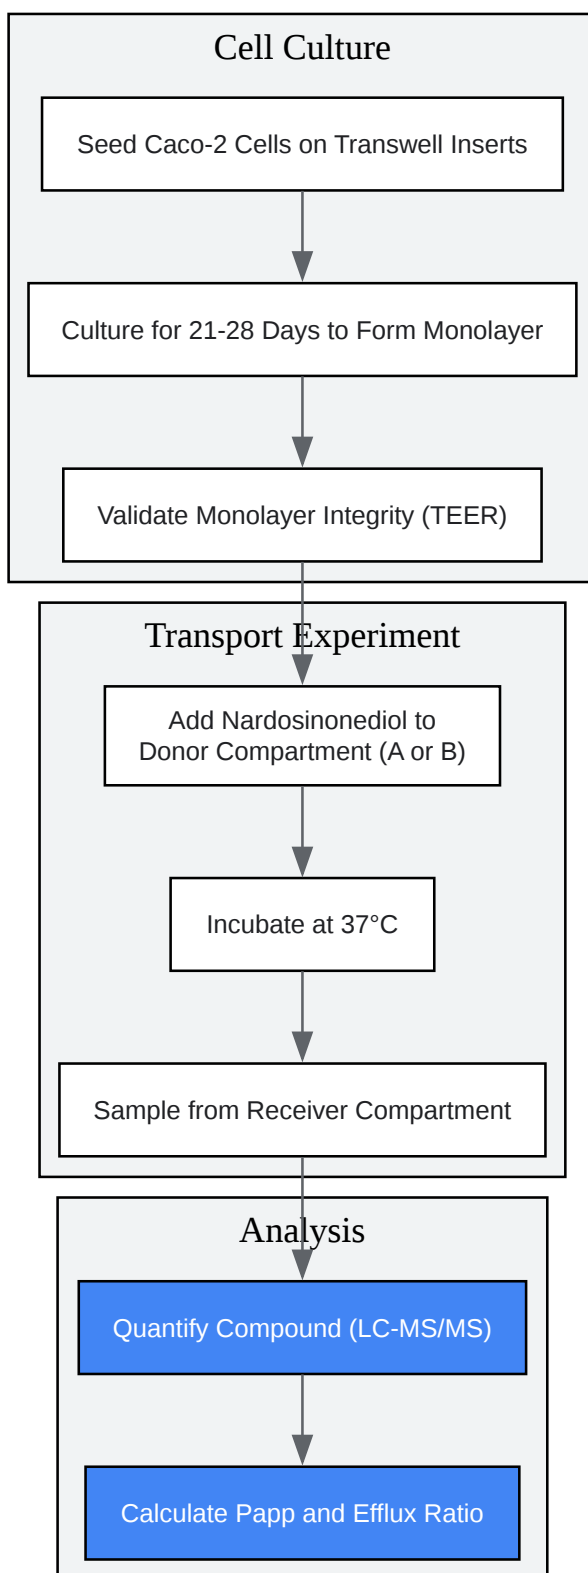 Cell Culture
Seed Caco-2 Cells on Transwell Inserts
Culture for 21-28 Days to Form Monolayer
Validate Monolayer Integrity (TEER)
Transport Experiment
Add Nardosinonediol to
Donor Compartment (A or B)
Incubate at 37°C
Sample from Receiver Compartment
Analysis
Quantify Compound (LC-MS/MS)
Calculate Papp and Efflux Ratio